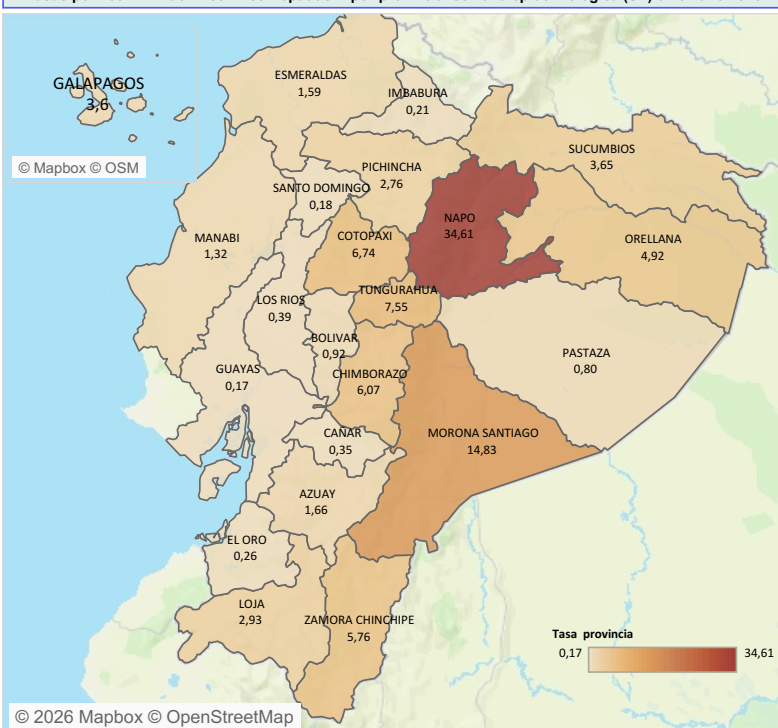 GALAPAGOS
3,6
© Mapbox © OSM
ESMERALDAS
1,59
IMBABURA
0,21
SUCUMBIOS
3,65
PICHINCHA
2,76
SANTO DOMINGO
0,18
NAPO
34,61
MANABI
1,32
COTOPAXI
6,74
ORELLANA
4,92
TUNGURAHUA
7,55
LOS RIOS
0,39
BOLIVAR
0,92
PASTAZA
0,80
GUAYAS
0,17
CHIMBORAZO
6,07
CAÑAR
0,35
MORONA SANTIAGO
14,83
AZUAY
1,66
EL ORO
0,26
LOJA
2,93
ZAMORA CHINCHIPE
5,76
Tasa provincia
0,17 34,61
© 2026 Mapbox © OpenStreetMap